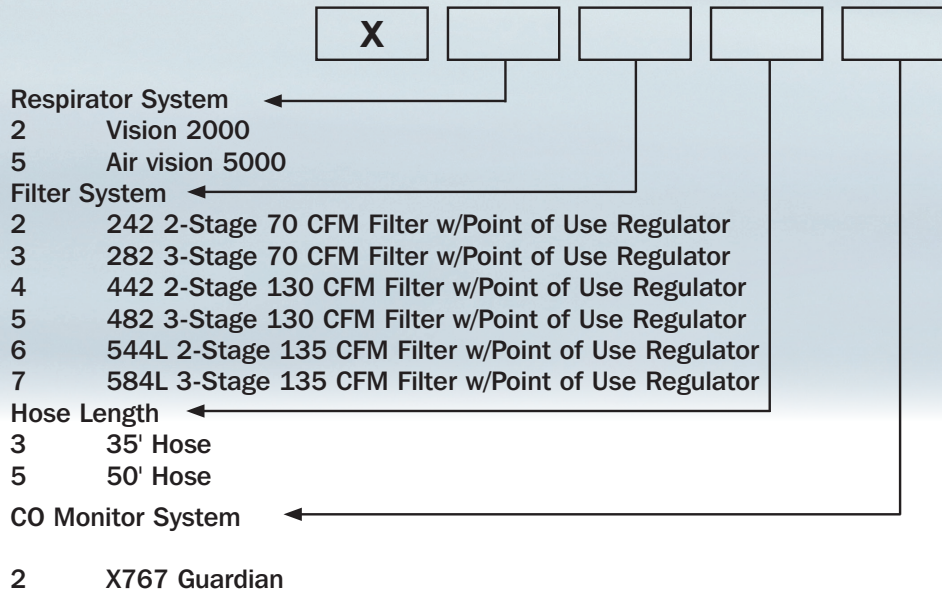 X
Respirator System
2 Vision 2000
5 Air vision 5000
Filter System
2 242 2-Stage 70 CFM Filter w/Point of Use Regulator
3 282 3-Stage 70 CFM Filter w/Point of Use Regulator
4 442 2-Stage 130 CFM Filter w/Point of Use Regulator
5 482 3-Stage 130 CFM Filter w/Point of Use Regulator
6 544L 2-Stage 135 CFM Filter w/Point of Use Regulator
7 584L 3-Stage 135 CFM Filter w/Point of Use Regulator
Hose Length
3 35' Hose
5 50' Hose
CO Monitor System
2 X767 Guardian